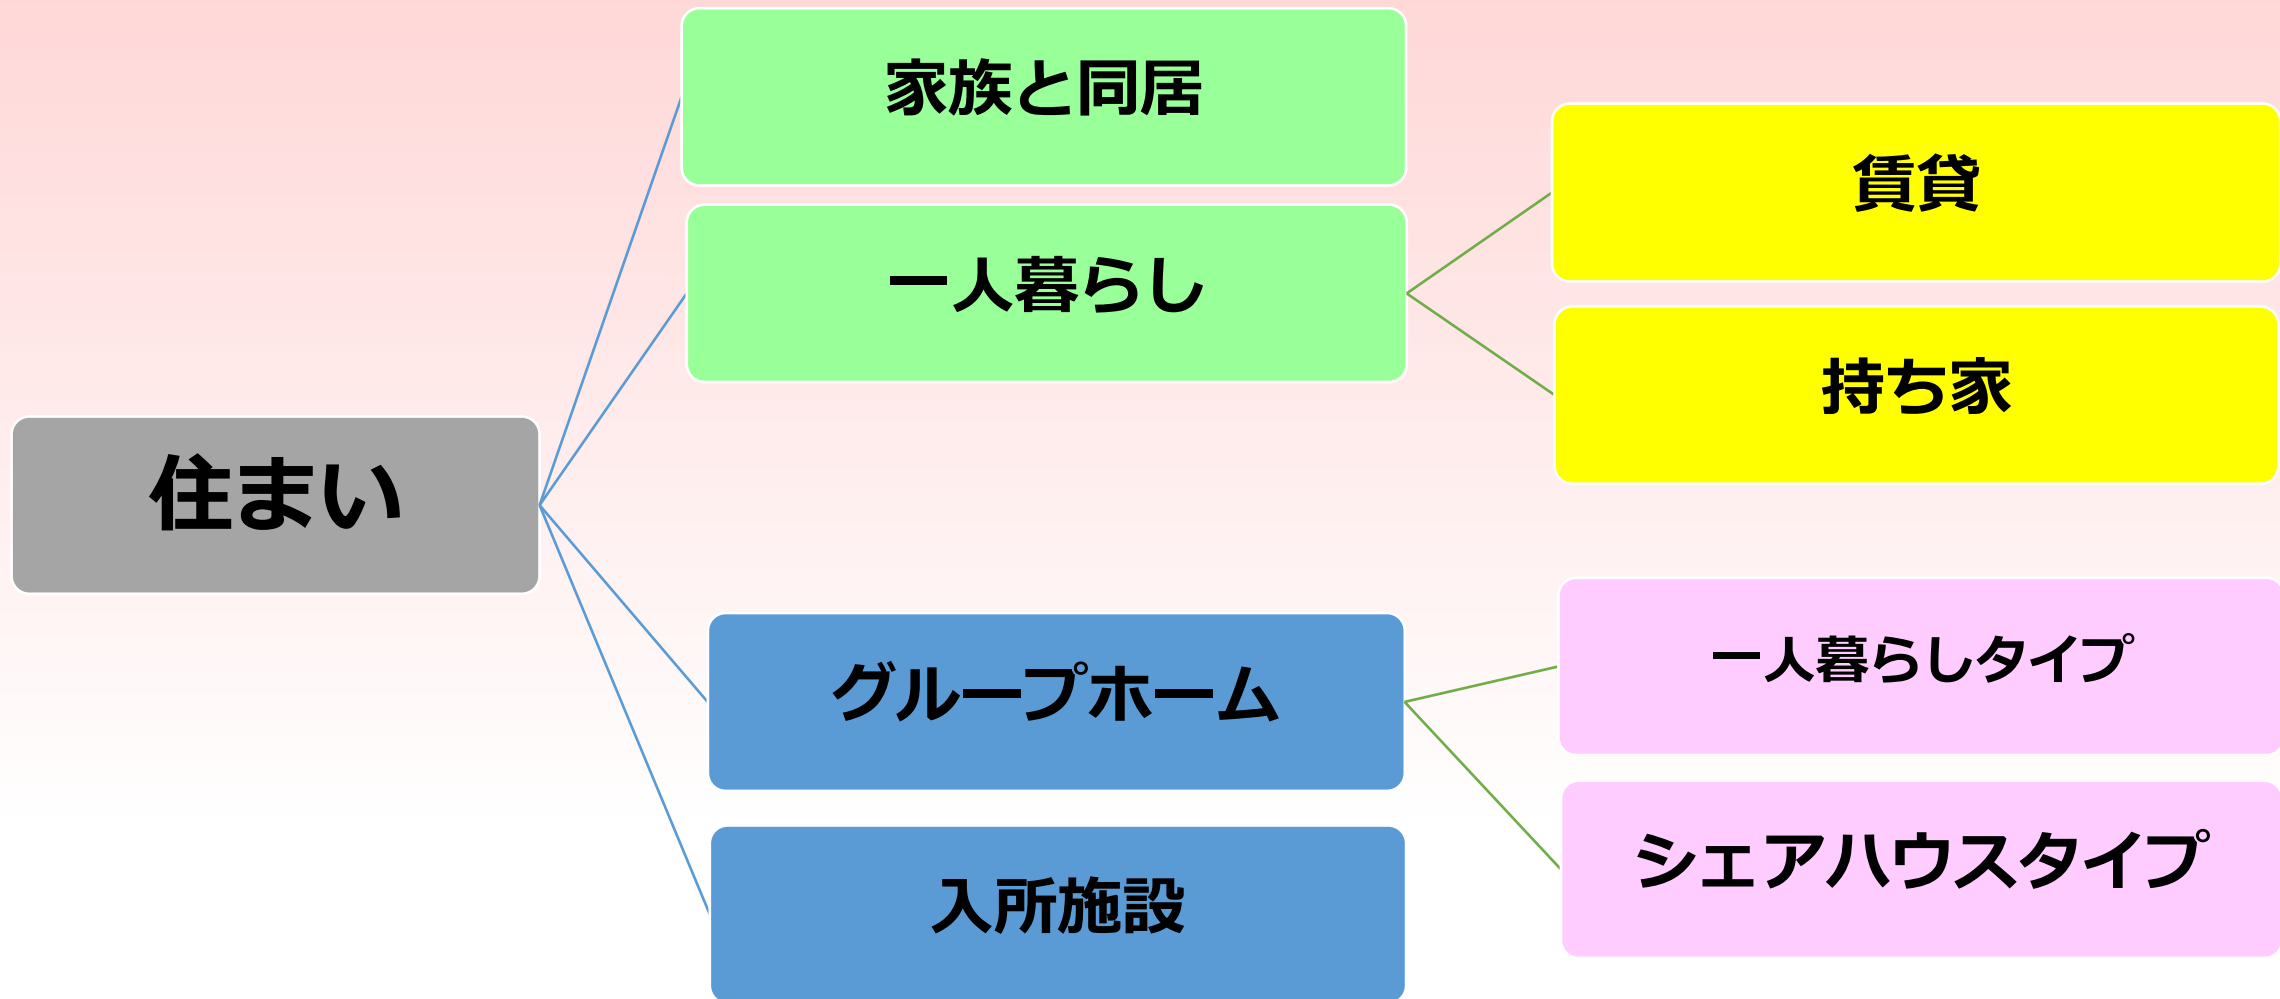 住まい
家族と同居
一人暮らし
賃貸
持ち家
グループホーム
一人暮らしタイプ
シェアハウスタイプ
入所施設